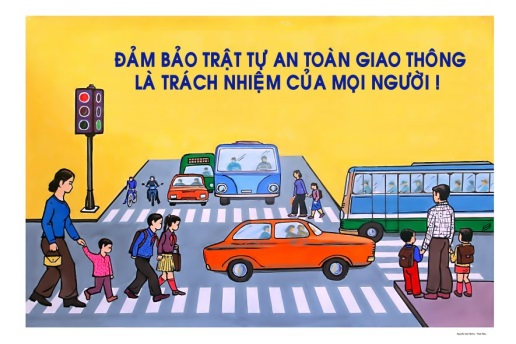 ĐẢM BẢO TRẬT TỰ AN TOÀN GIAO THÔNG
LÀ TRÁCH NHIỆM CỦA MỌI NGƯỜI !